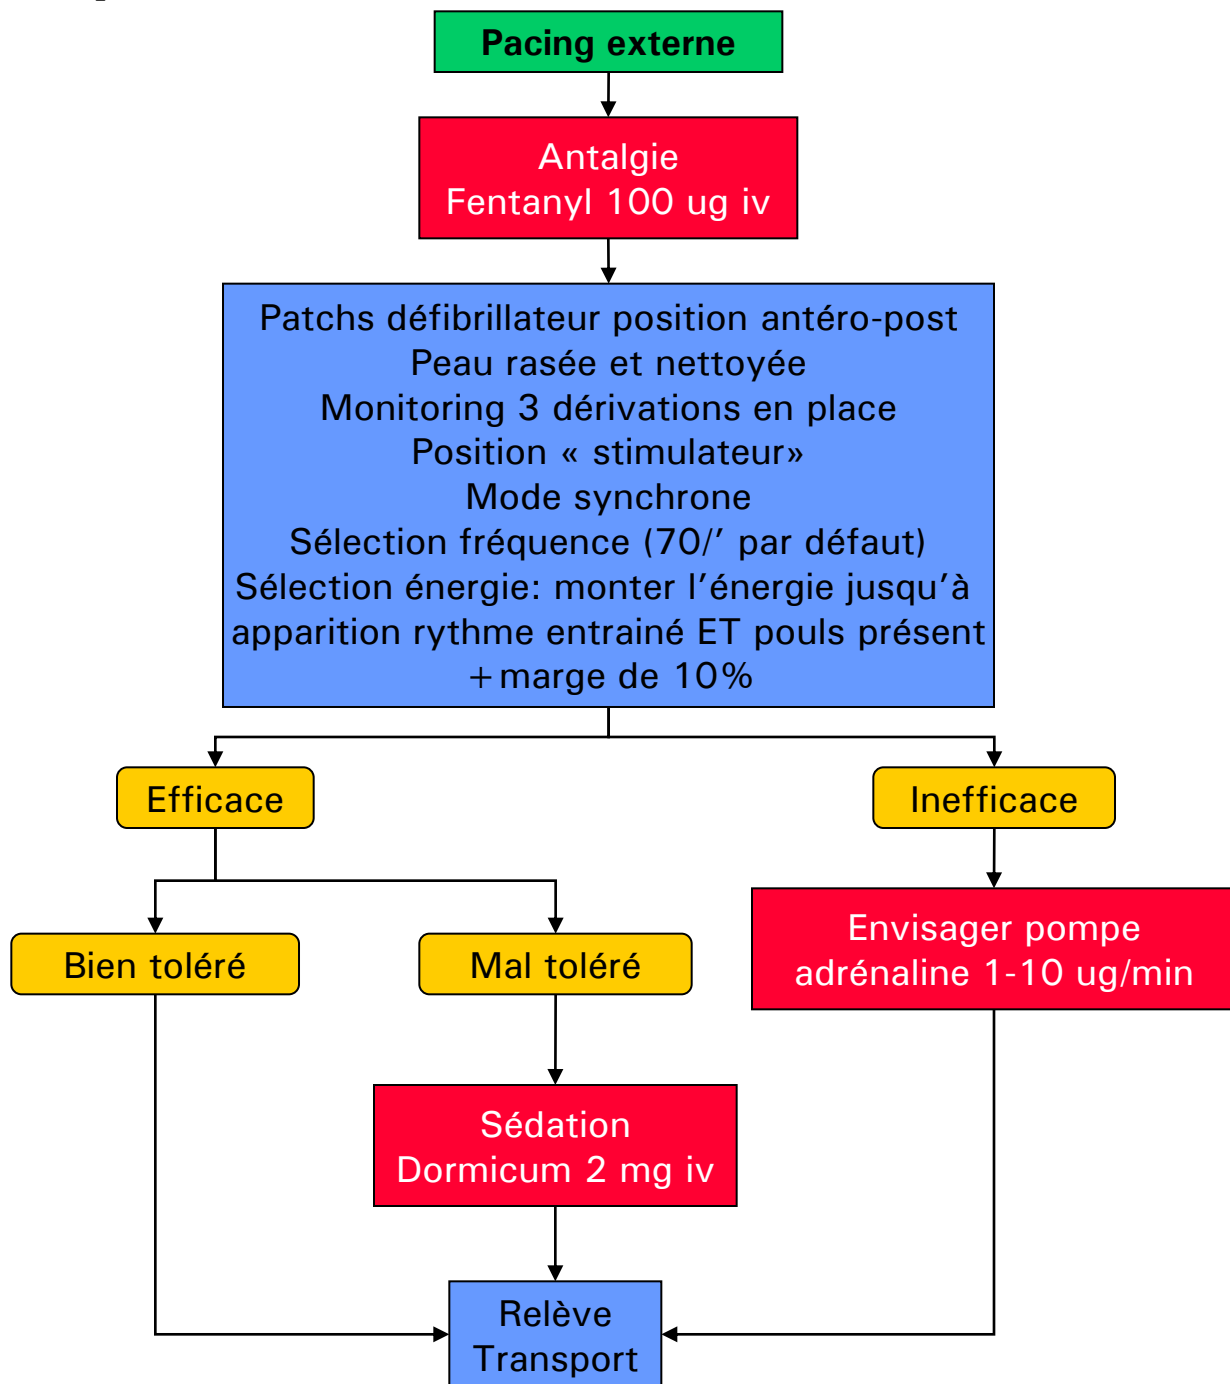 Pacing externe
Antalgie
Fentanyl 100 ug iv
Patchs défibrillateur position antéro-post
Peau rasée et nettoyée
Monitoring 3 dérivations en place
Position « stimulateur»
Mode synchrone
Sélection fréquence (70/’ par défaut)
Sélection énergie: monter l’énergie jusqu’à
apparition rythme entrainé ET pouls présent
+marge de 10%
Efficace
Inefficace
Bien toléré
Mal toléré
Envisager pompe
adrénaline 1-10 ug/min
Sédation
Dormicum 2 mg iv
Relève
Transport